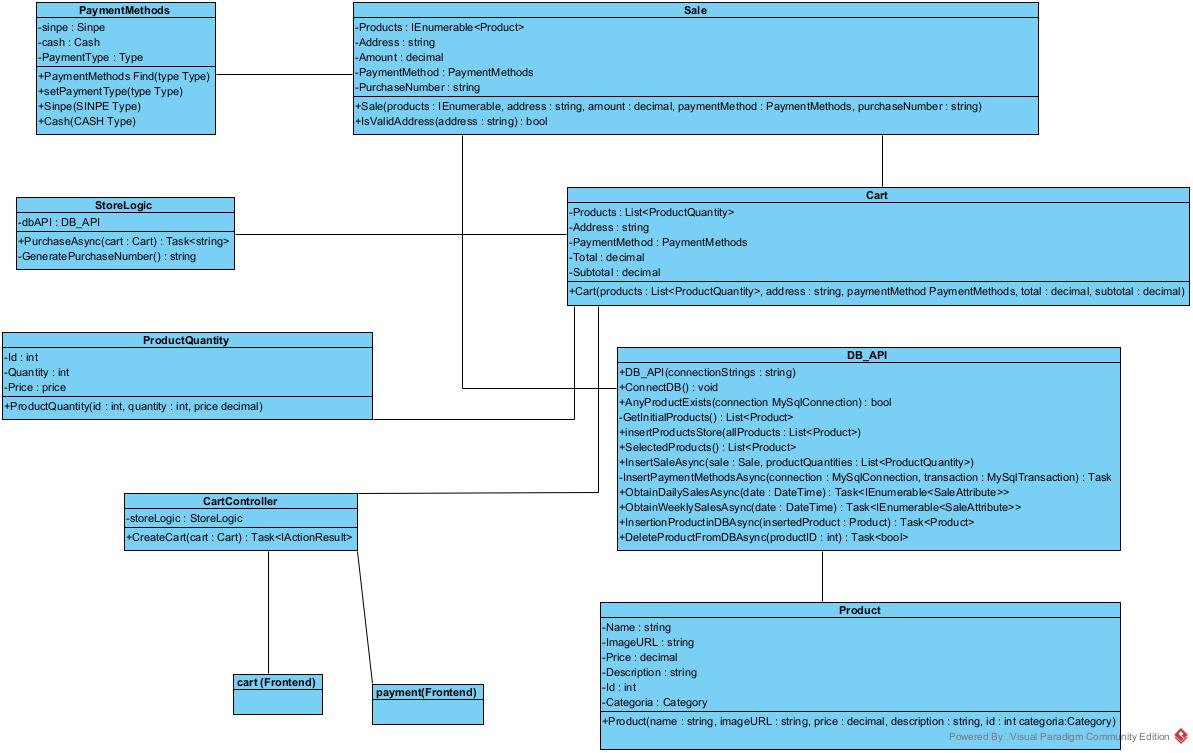 PaymentMethods
-sinpe : Sinpe
-cash : Cash
-PaymentType : Type
+PaymentMethods Find(type Type)
+setPaymentType(type Type)
+Sinpe(SINPE Type)
+Cash(CASH Type)
Sale
-Products : IEnumerable<Product>
-Address : string
-Amount : decimal
-PaymentMethod : PaymentMethods
-PurchaseNumber : string
+Sale(products : IEnumerable, address : string, amount : decimal, paymentMethod : PaymentMethods, purchaseNumber : string)
+IsValidAddress(address : string) : bool
StoreLogic
-dbAPI : DB_API
+PurchaseAsync(cart : Cart) : Task<string>
-GeneratePurchaseNumber() : string
Cart
-Products : List<ProductQuantity>
-Address : string
-PaymentMethod : PaymentMethods
-Total : decimal
-Subtotal : decimal
+Cart(products : List<ProductQuantity>, address : string, paymentMethod PaymentMethods, total : decimal, subtotal : decimal)
ProductQuantity
-Id : int
-Quantity : int
-Price : price
+ProductQuantity(id : int, quantity : int, price decimal)
DB_API
+DB_API(connectionStrings : string)
+ConnectDB() : void
+AnyProductExists(connection MySqlConnection) : bool
-GetInitialProducts() : List<Product>
+insertProductsStore(allProducts : List<Product>)
+SelectedProducts() : List<Product>
+InsertSaleAsync(sale : Sale, productQuantities : List<ProductQuantity>)
-InsertPaymentMethodsAsync(connection : MySqlConnection, transaction : MySqlTransaction) : Task
+ObtainDailySalesAsync(date : DateTime) : Task<IEnumerable<SaleAttribute>>
+ObtainWeeklySalesAsync(date : DateTime) : Task<IEnumerable<SaleAttribute>>
+InsertionProductinDBAsync(insertedProduct : Product) : Task<Product>
+DeleteProductFromDBAsync(productID : int) : Task<bool>
CartController
-storeLogic : StoreLogic
+CreateCart(cart : Cart) : Task<IActionResult>
cart (Frontend)
payment(Frontend)
Product
-Name : string
-ImageURL : string
-Price : decimal
-Description : string
-Id : int
-Categoria : Category
+Product(name : string, imageURL : string, price : decimal, description : string, id : int categoria:Category)
Powered By Visual Paradigm Community Edition